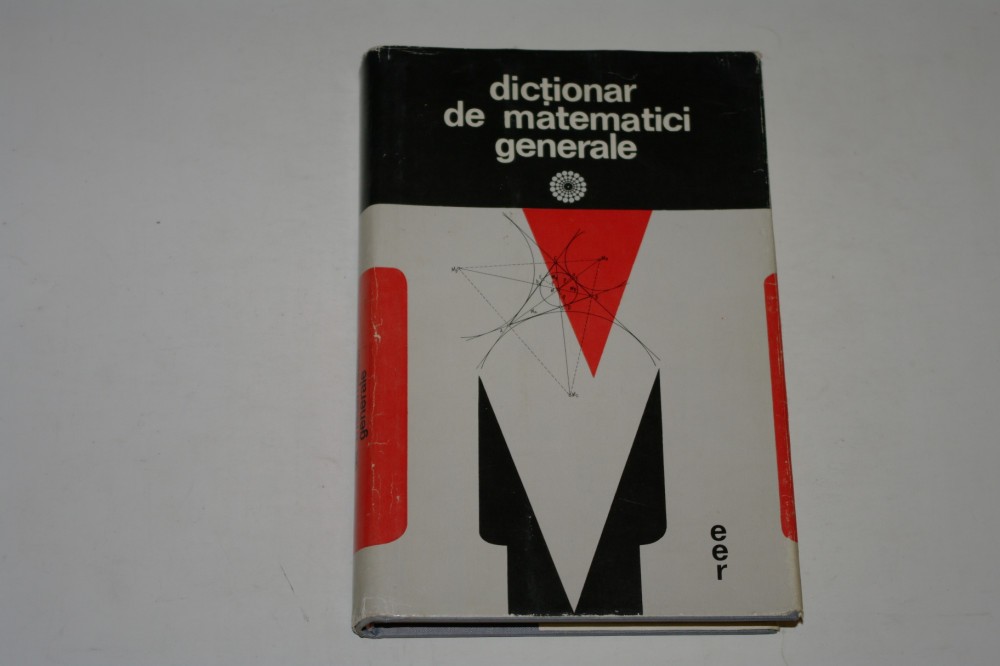 dicționar
de matematici
generale
generale
e
e
r